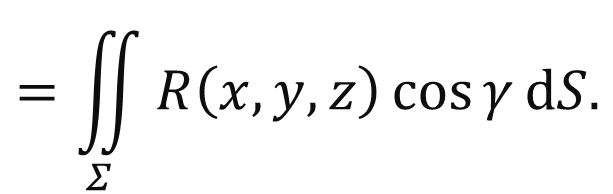 = ∬_Σ R(x, y, z) cos γ dS.